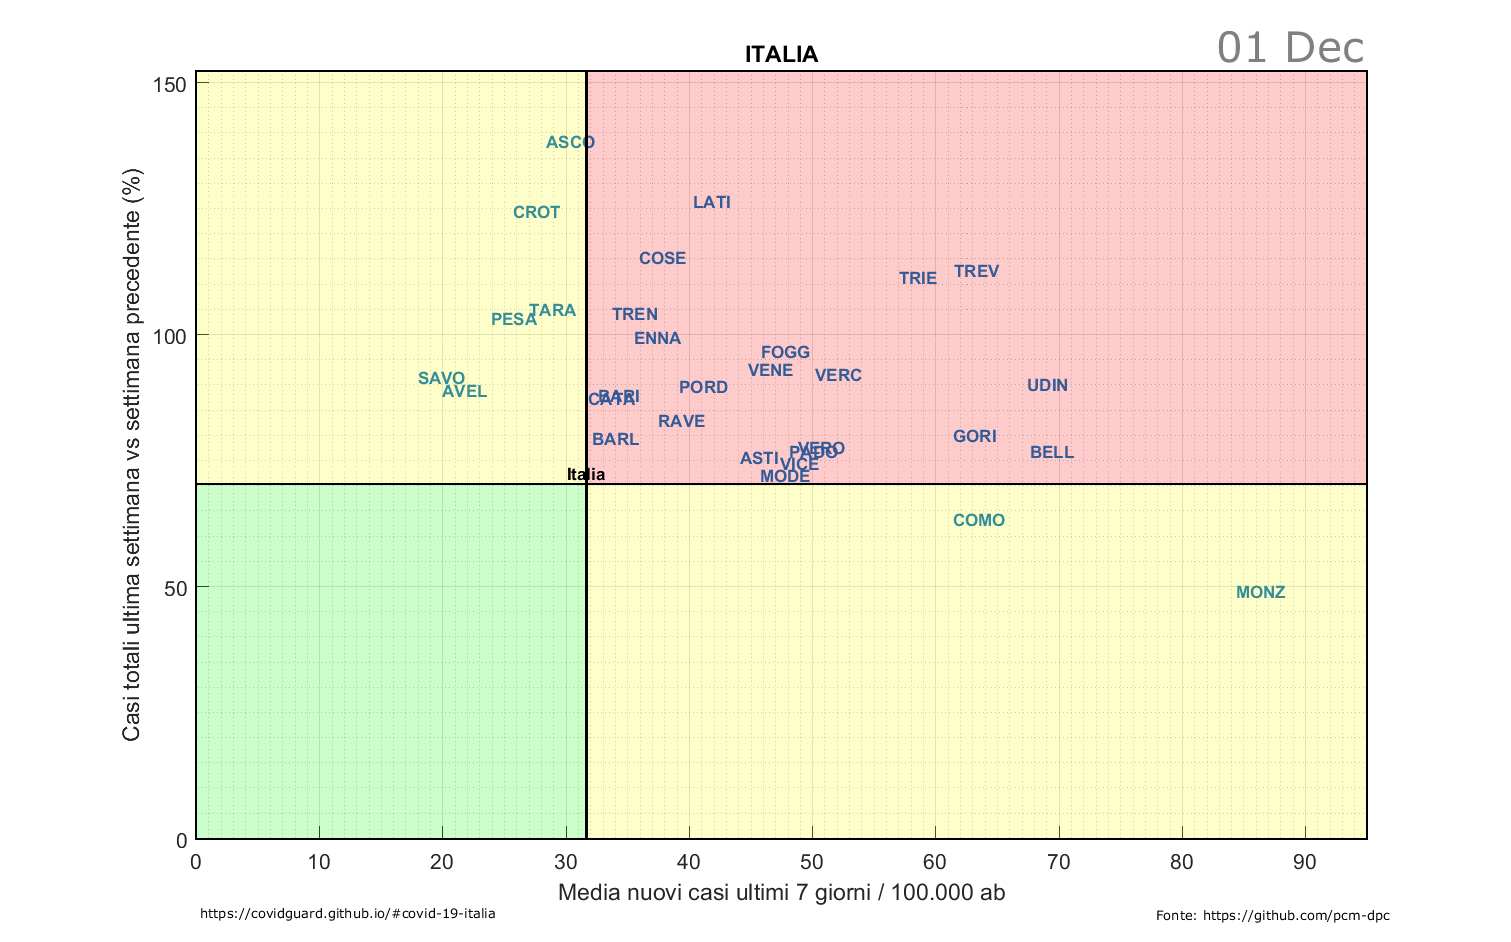 01 Dec
ITALIA
Casi totali ultima settimana vs settimana precedente (%)
150
100
50
0
ASCO
LATI
CROT
COSE
TREV
TRIE
TARA
TREN
PESA
ENNA
FOGG
VENE
VERC
SAVO
UDIN
PORD
AVEL
BARI
CATA
RAVE
GORI
BARL
VERO
PADO
BELL
ASTI
VICE
Italia
MODE
COMO
MONZ
0 10 20 30 40 50 60 70 80 90
Media nuovi casi ultimi 7 giorni / 100.000 ab
https://covidguard.github.io/#covid-19-italia
Fonte: https://github.com/pcm-dpc